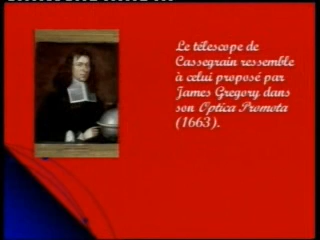 Le télescope de
Cassegrain ressemble
à celui proposé par
James Gregory dans
son Optica Promota
(1663).